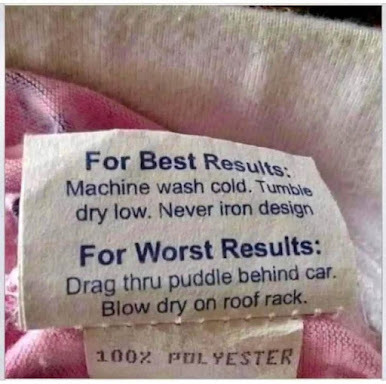 For Best Results:
Machine wash cold. Tumble
dry low. Never iron design
For Worst Results:
Drag thru puddle behind car.
Blow dry on roof rack.
100% POLYESTER